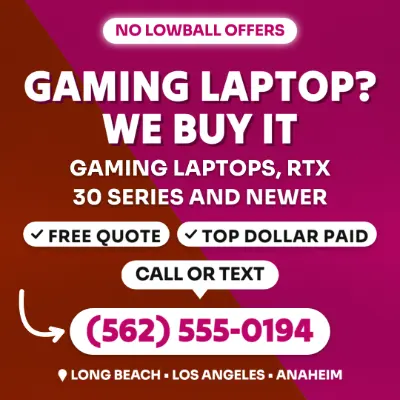 NO LOWBALL OFFERS
GAMING LAPTOP?
WE BUY IT
GAMING LAPTOPS, RTX
30 SERIES AND NEWER
FREE QUOTE TOP DOLLAR PAID
CALL OR TEXT
(562) 555-0194
LONG BEACH • LOS ANGELES • ANAHEIM